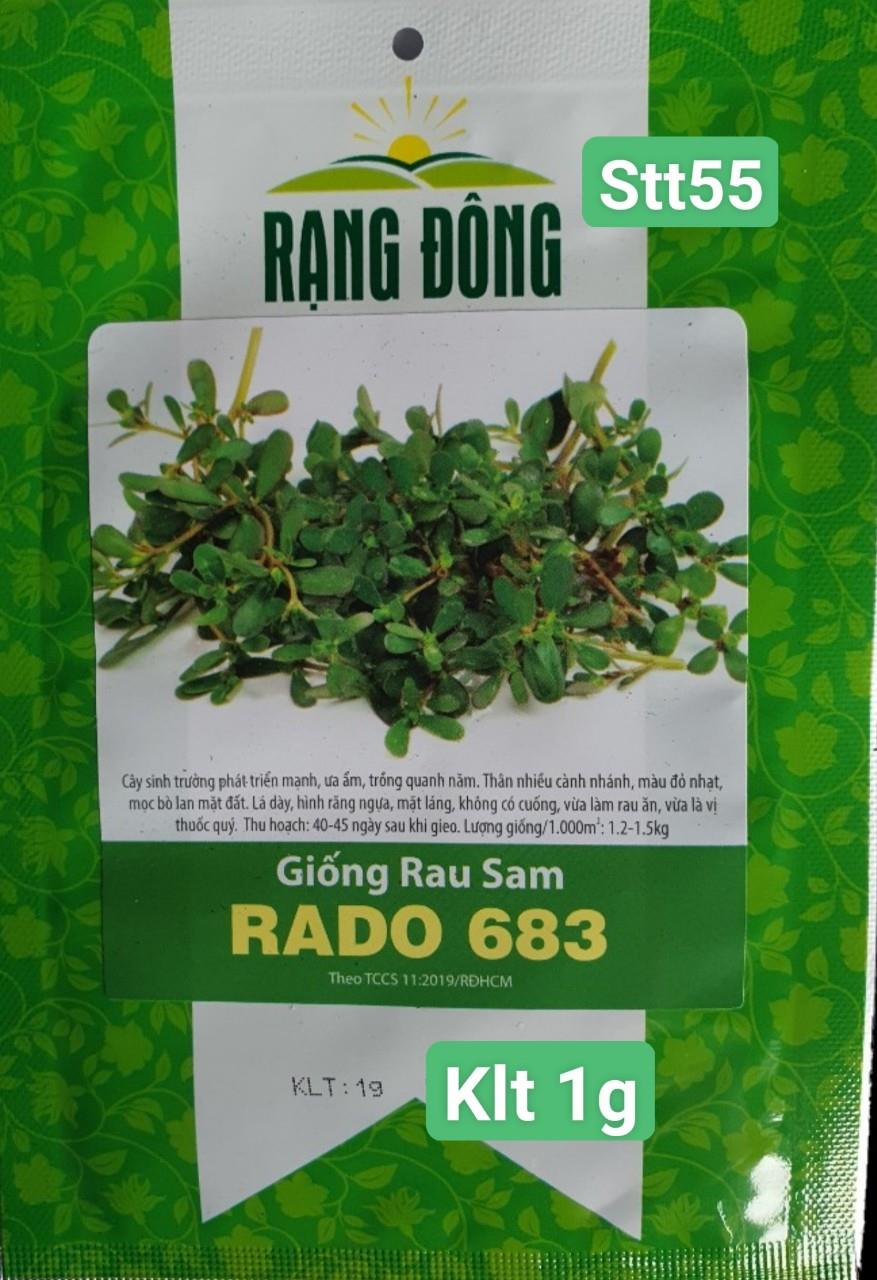 Stt55
RẠNG ĐÔNG
Cây sinh trưởng phát triển mạnh, ưa ẩm, trồng quanh năm. Thân nhiều cành nhánh, màu đỏ nhạt,
mọc bò lan mặt đất. Lá dày, hình răng ngựa, mặt láng, không có cuống, vừa làm rau ăn, vừa là vị
thuốc quý. Thu hoạch: 40-45 ngày sau khi gieo. Lượng giống/1.000m²: 1.2-1.5kg
Giống Rau Sam
RADO 683
Theo TCCS 11:2019/RĐHCM
KLT : 1g
Klt 1g